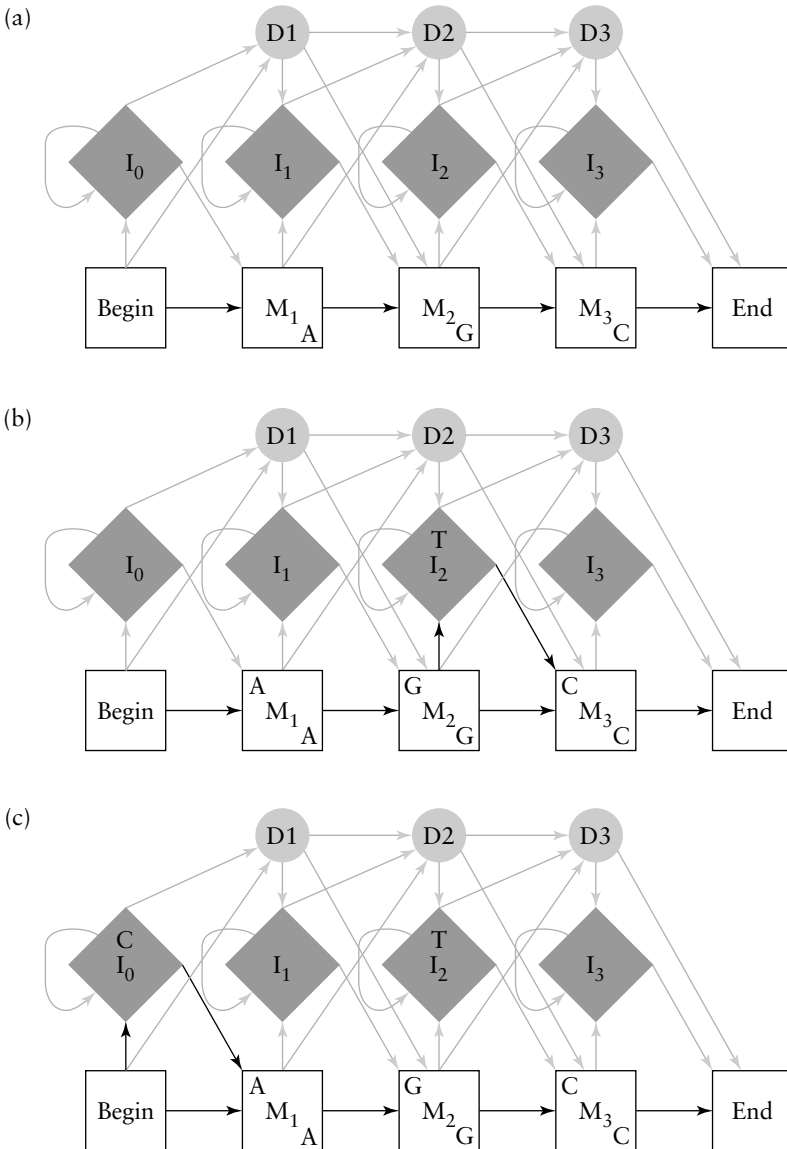 (a)
D1 D2 D3
I0 I1 I2 I3
Begin M1 A M2 G M3 C End
(b)
D1 D2 D3
T
I0 I1 I2 I3
A G C
Begin M1 M2 M3 End
A G C
(c)
D1 D2 D3
C T
I0 I1 I2 I3
A G C
Begin M1 M2 M3 End
A G C